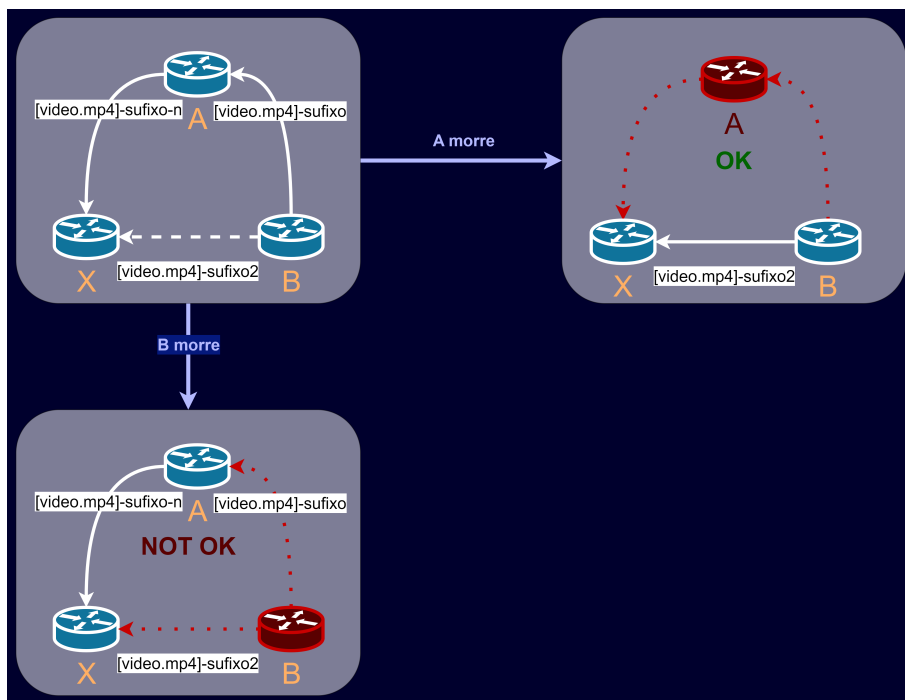 [video.mp4]-sufixo-n
A
[video.mp4]-sufixo
X
B
[video.mp4]-sufixo2
A morre
A
OK
X
B
[video.mp4]-sufixo2
B morre
[video.mp4]-sufixo-n
A
[video.mp4]-sufixo
NOT OK
X
B
[video.mp4]-sufixo2